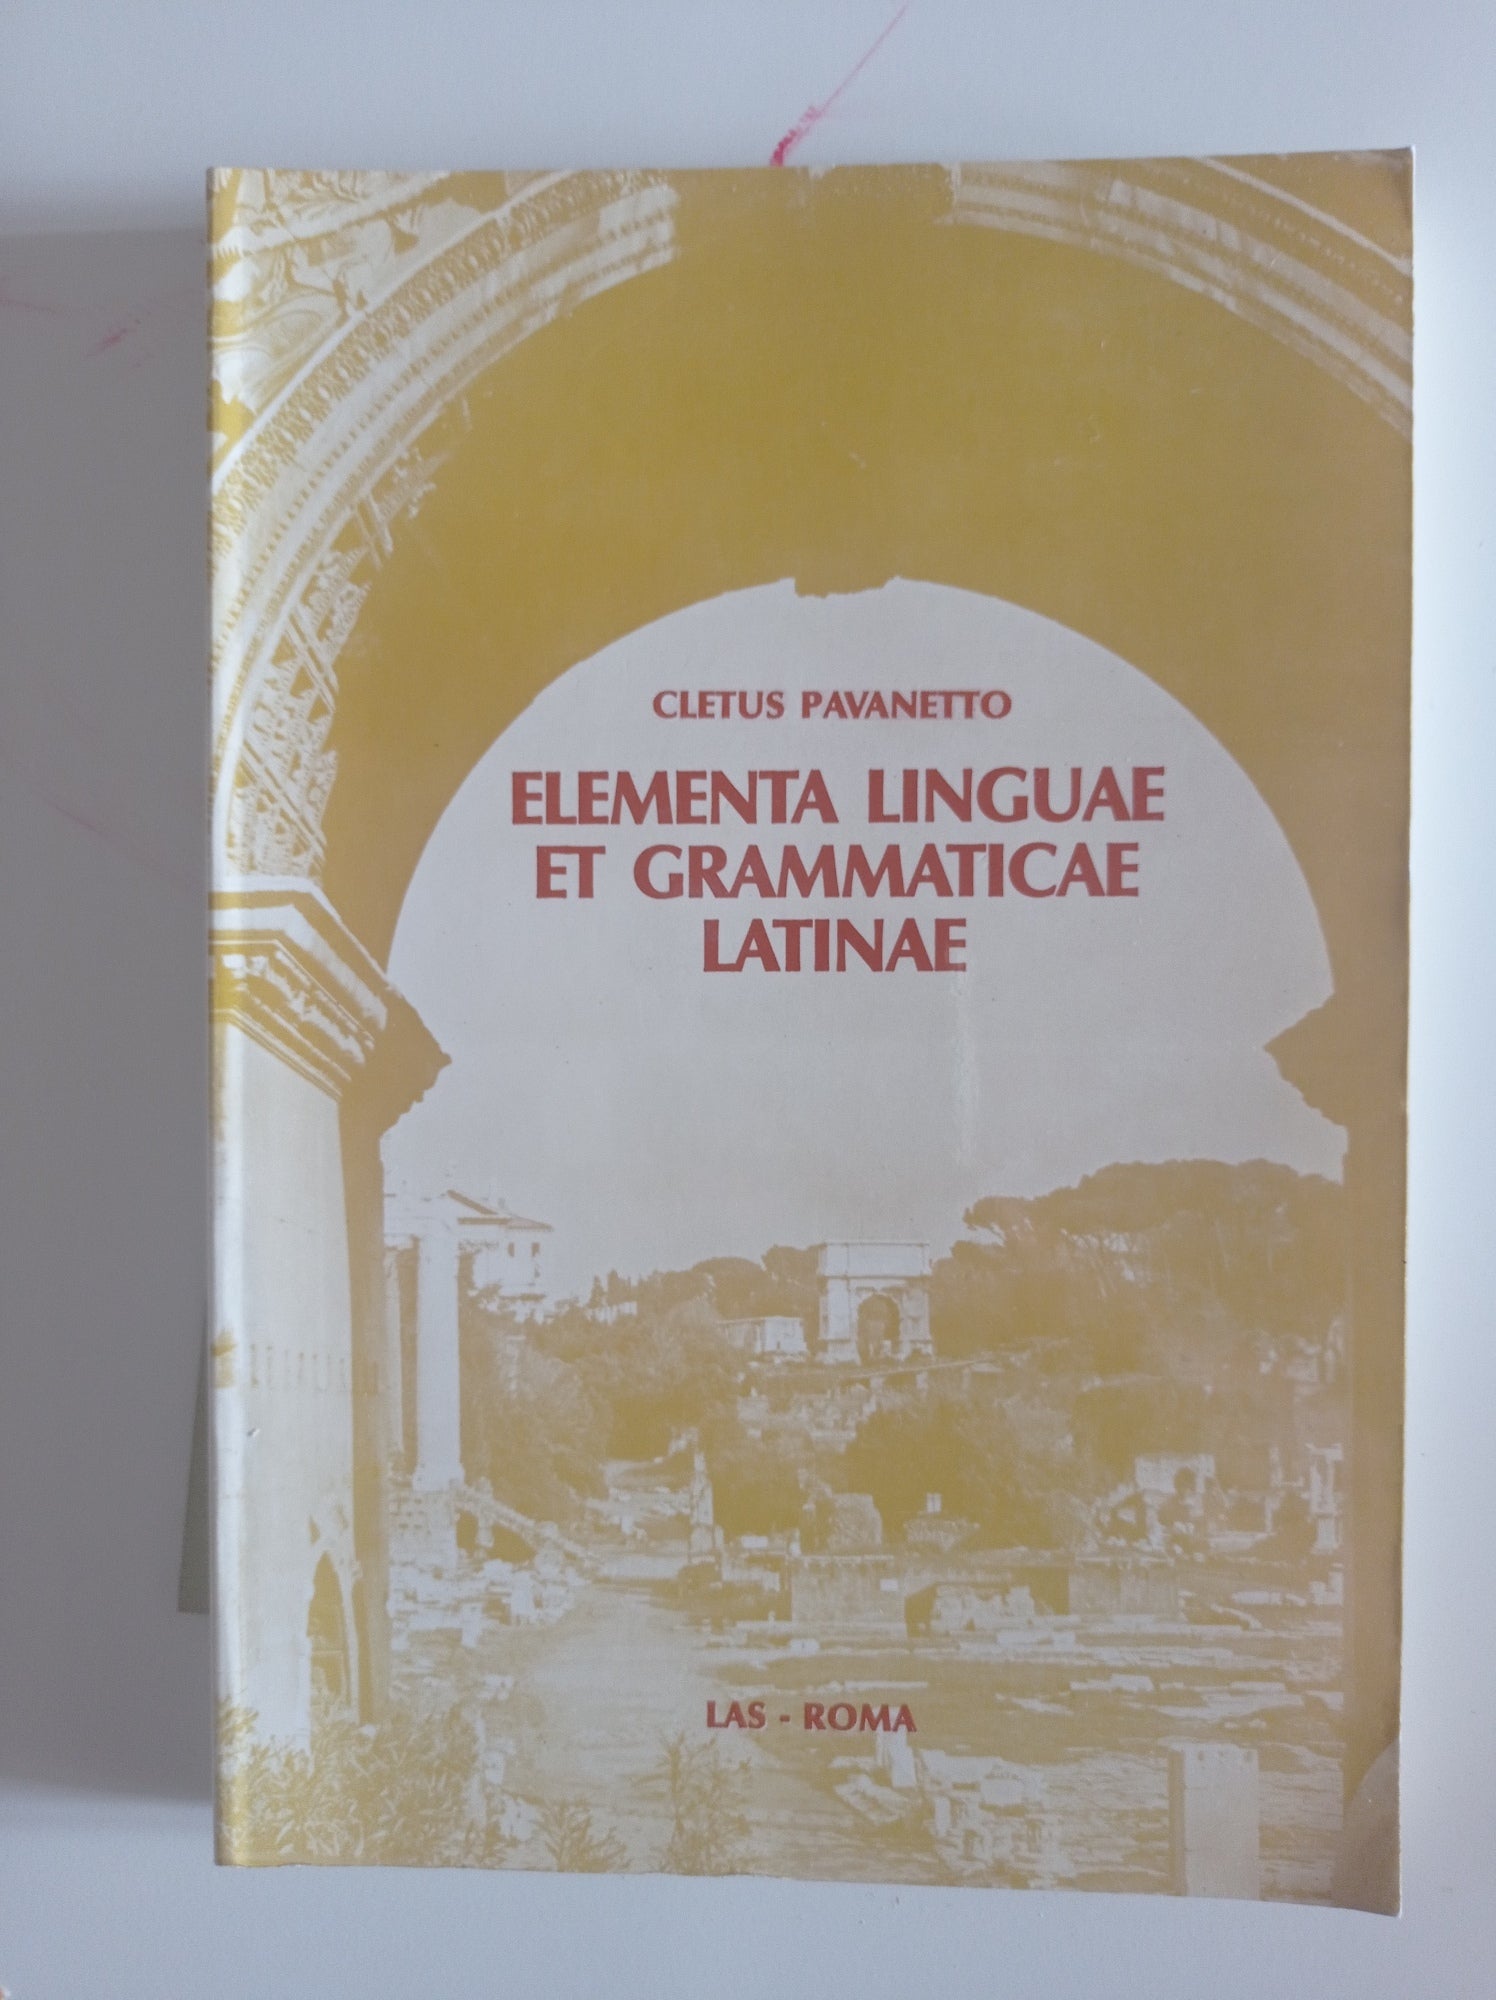 CLETUS PAVANETTO
ELEMENTA LINGUAE
ET GRAMMATICAE
LATINAE
LAS - ROMA